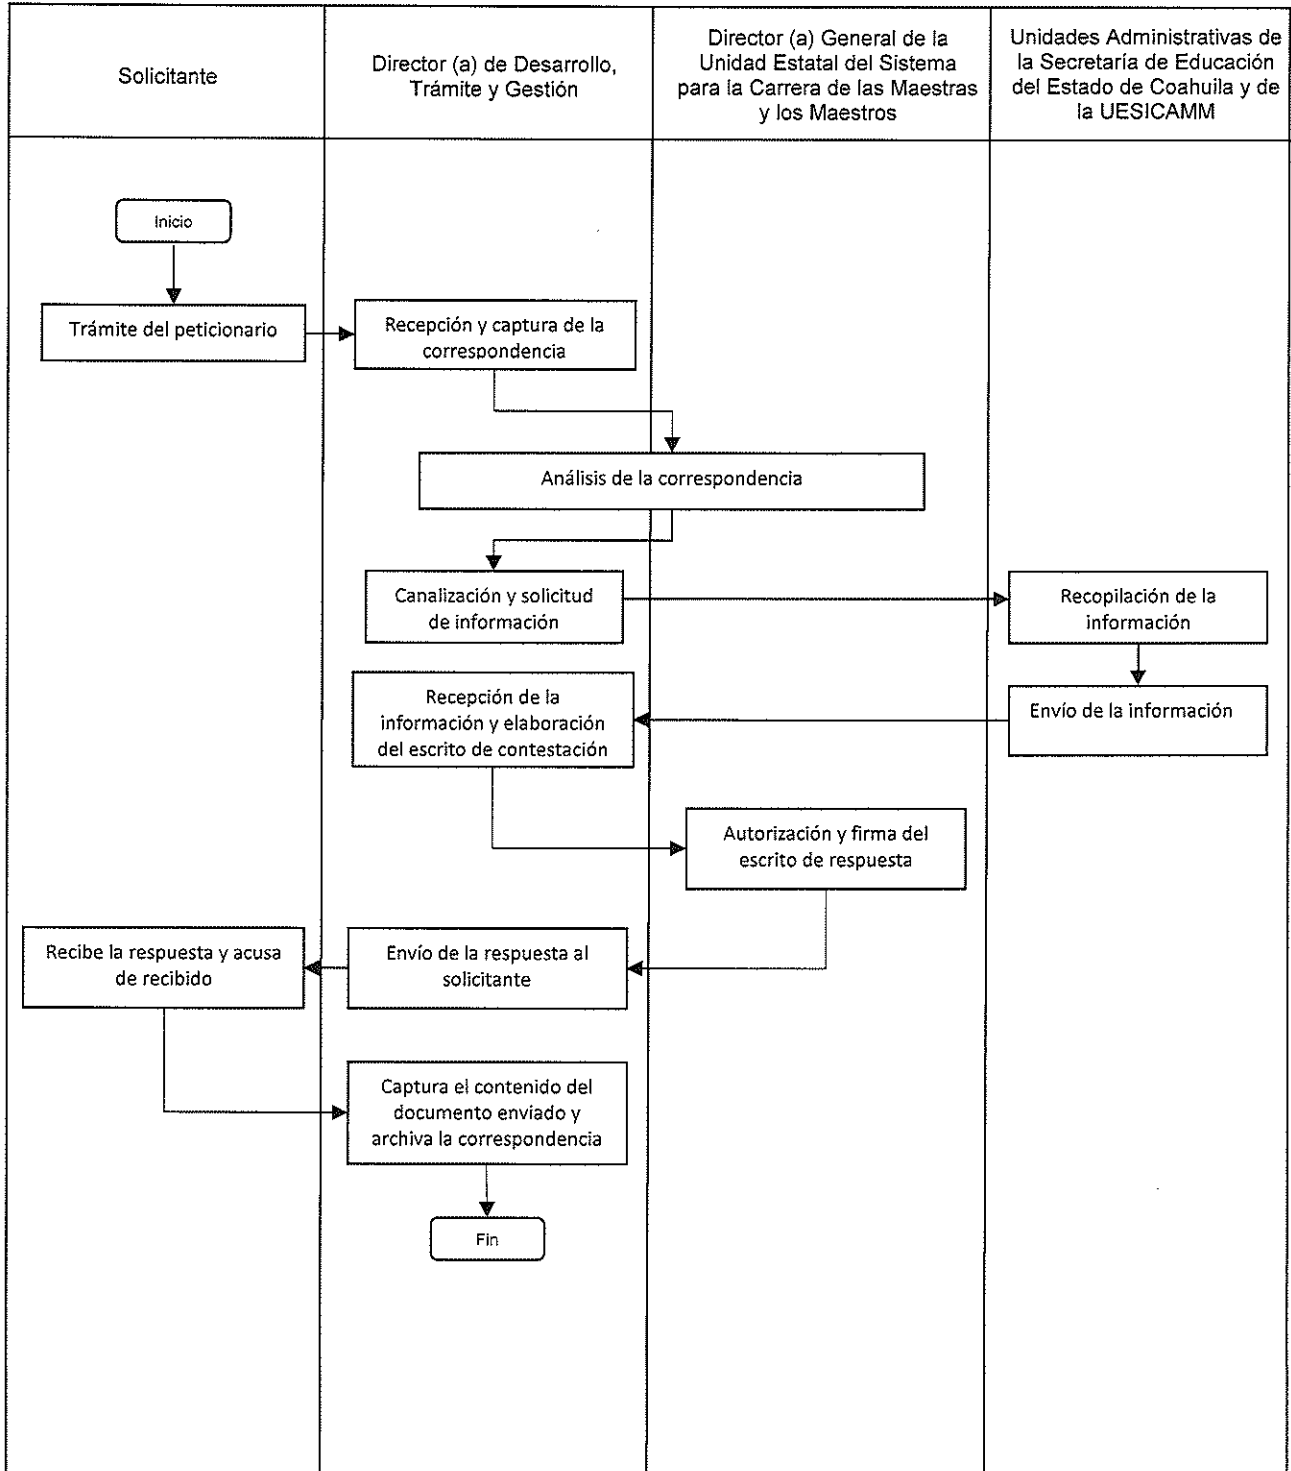 Solicitante
Director (a) de Desarrollo,
Trámite y Gestión
Director (a) General de la
Unidad Estatal del Sistema
para la Carrera de las Maestras
y los Maestros
Unidades Administrativas de
la Secretaría de Educación
del Estado de Coahuila y de
la UESICAMM
Inicio
Trámite del peticionario
Recepción y captura de la
correspondencia
Análisis de la correspondencia
Canalización y solicitud
de información
Recopilación de la
información
Envío de la información
Recepción de la
información y elaboración
del escrito de contestación
Autorización y firma del
escrito de respuesta
Envío de la respuesta al
solicitante
Recibe la respuesta y acusa
de recibido
Captura el contenido del
documento enviado y
archiva la correspondencia
Fin